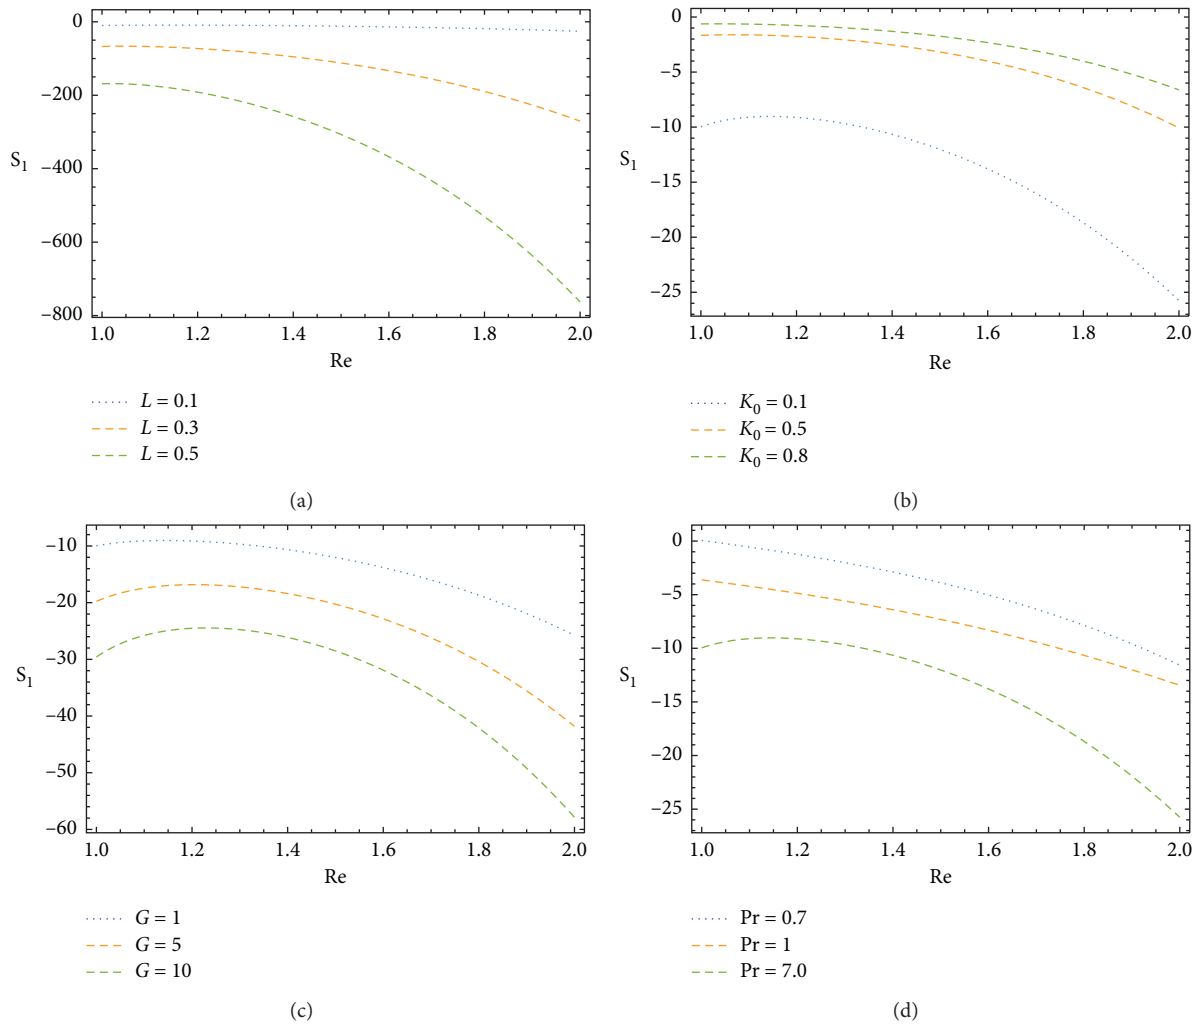 0
−200
−400
−600
−800
S1
1.0 1.2 1.4 1.6 1.8 2.0
Re
L = 0.1
L = 0.3
L = 0.5
(a)
0
−5
−10
−15
−20
−25
S1
1.0 1.2 1.4 1.6 1.8 2.0
Re
K0 = 0.1
K0 = 0.5
K0 = 0.8
(b)
−10
−20
−30
−40
−50
−60
S1
1.0 1.2 1.4 1.6 1.8 2.0
Re
G = 1
G = 5
G = 10
(c)
0
−5
−10
−15
−20
−25
S1
1.0 1.2 1.4 1.6 1.8 2.0
Re
Pr = 0.7
Pr = 1
Pr = 7.0
(d)